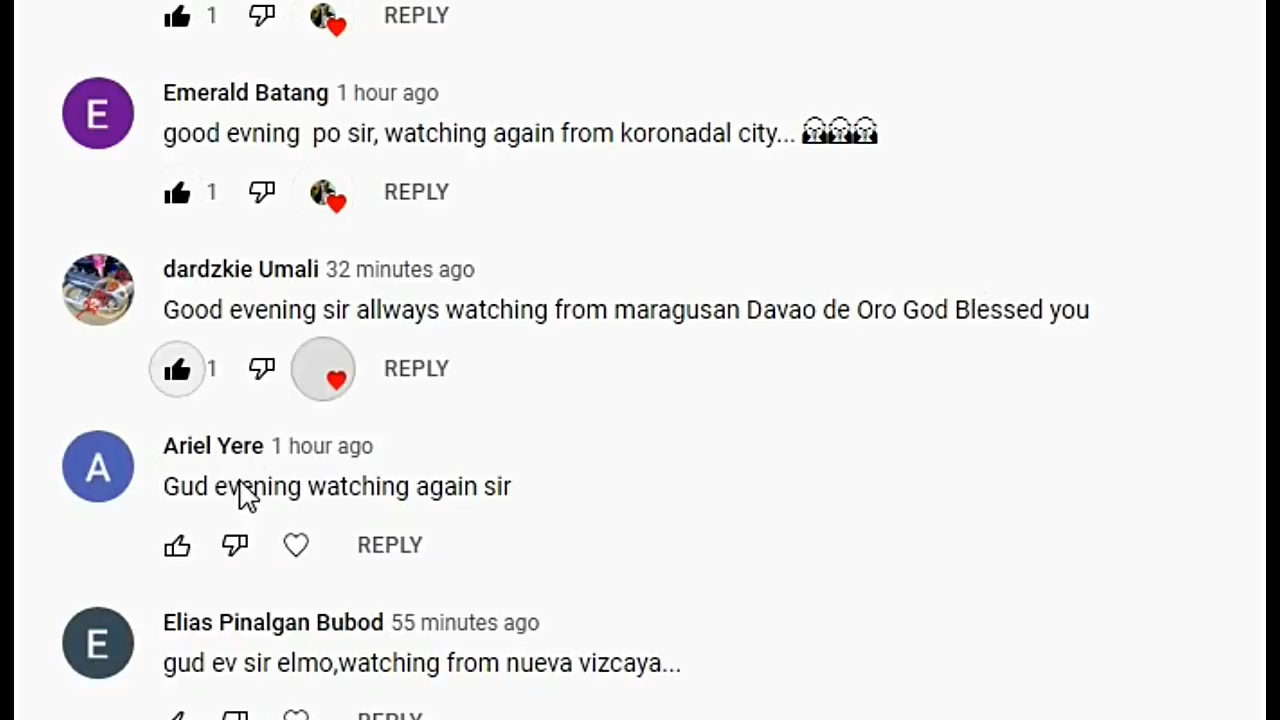 1 REPLY
E
Emerald Batang 1 hour ago
good evning po sir, watching again from koronadal city...
1 REPLY
dardzkie Umali 32 minutes ago
Good evening sir allways watching from maragusan Davao de Oro God Blessed you
1 REPLY
A
Ariel Yere 1 hour ago
Gud evening watching again sir
REPLY
E
Elias Pinalgan Bubod 55 minutes ago
gud ev sir elmo,watching from nueva vizcaya...
REPLY